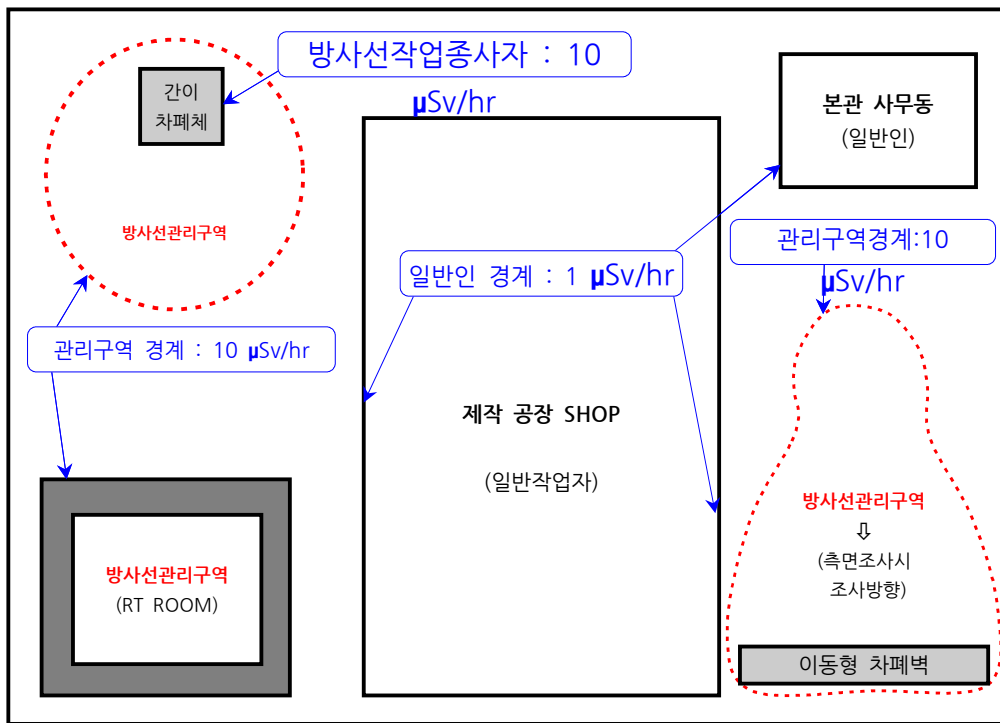 방사선작업종사자 : 10
μSv/hr
간이
차폐체
방사선관리구역
본관 사무동
(일반인)
관리구역경계:10
μSv/hr
일반인 경계 : 1 μSv/hr
관리구역 경계 : 10 μSv/hr
제작 공장 SHOP
(일반작업자)
방사선관리구역
(RT ROOM)
방사선관리구역
⇩
(측면조사시
조사방향)
이동형 차폐벽